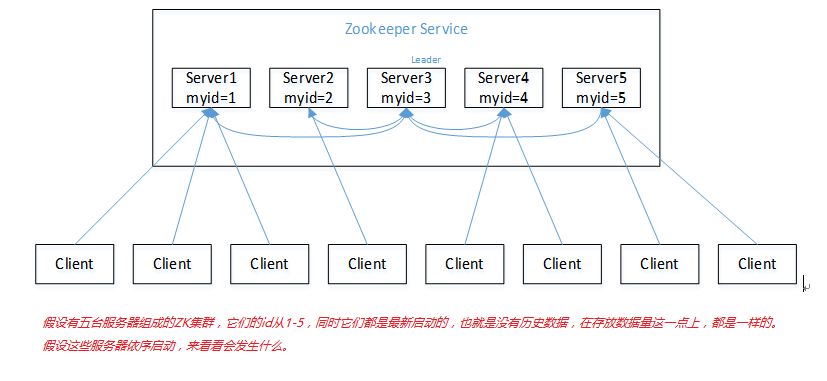 Zookeeper Service
Leader
Server1 Server2 Server3 Server4 Server5
myid=1 myid=2 myid=3 myid=4 myid=5
Client Client Client Client Client Client Client Client
假设有五台服务器组成的ZK集群，它们的id从1-5，同时它们都是最新启动的，也就是没有历史数据，在存放数据量这一点上，都是一样的。
假设这些服务器依序启动，来看看会发生什么。